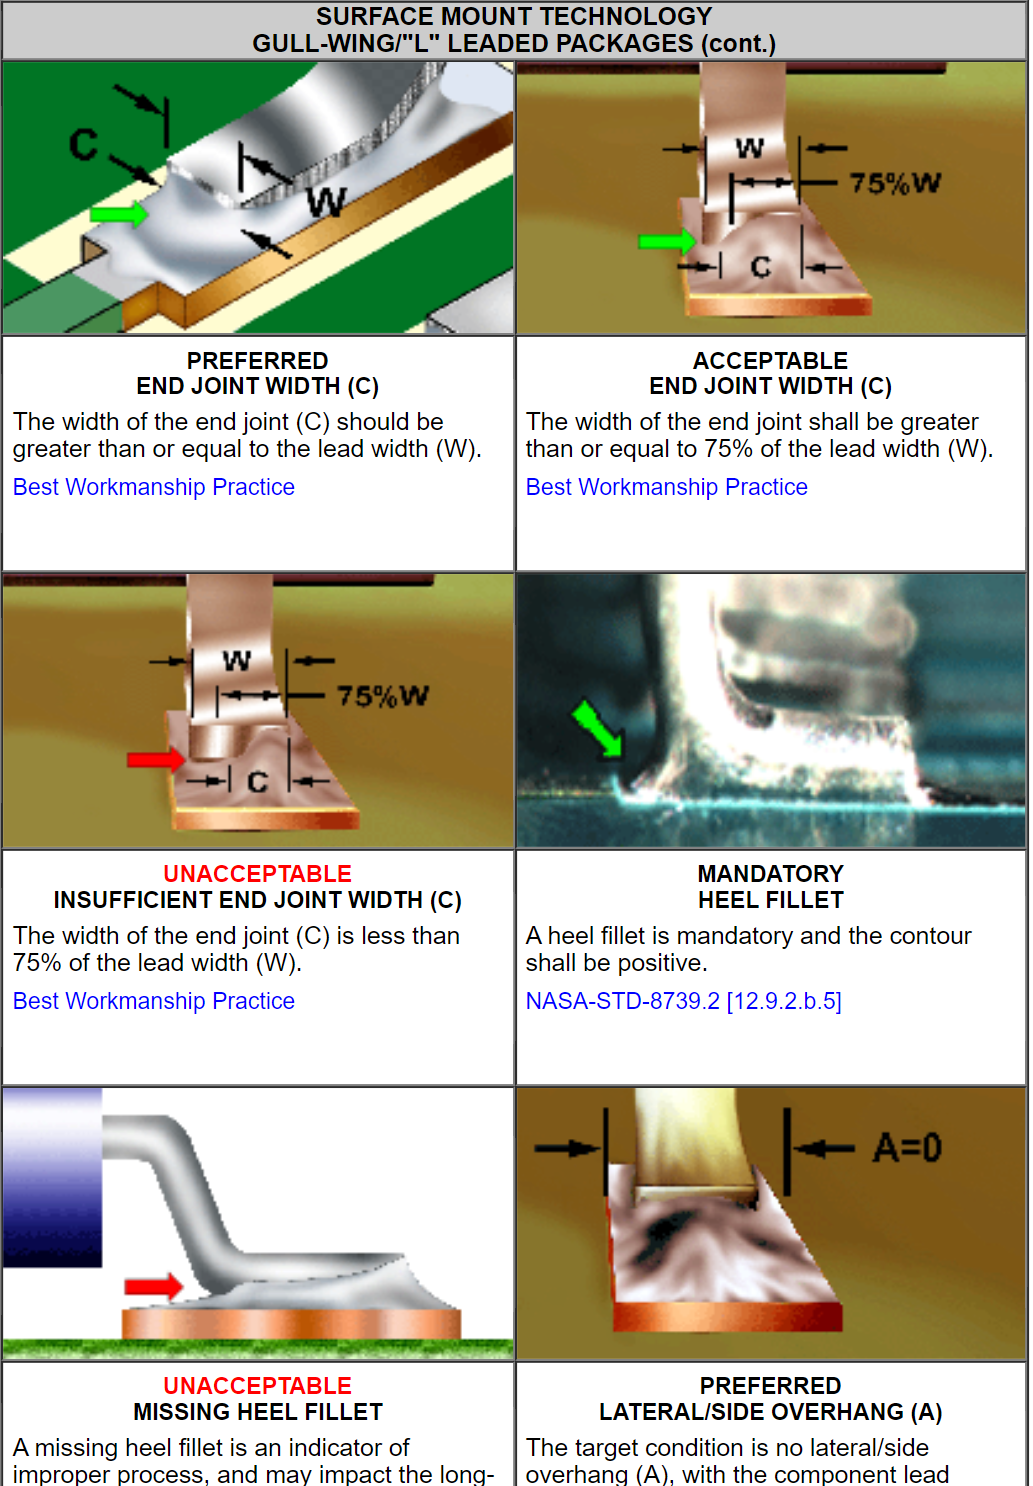 SURFACE MOUNT TECHNOLOGY
GULL-WING/"L" LEADED PACKAGES (cont.)
C
W
W
75%W
C
PREFERRED
END JOINT WIDTH (C)
The width of the end joint (C) should be
greater than or equal to the lead width (W).
Best Workmanship Practice
ACCEPTABLE
END JOINT WIDTH (C)
The width of the end joint shall be greater
than or equal to 75% of the lead width (W).
Best Workmanship Practice
W
75%W
C
UNACCEPTABLE
INSUFFICIENT END JOINT WIDTH (C)
The width of the end joint (C) is less than
75% of the lead width (W).
Best Workmanship Practice
MANDATORY
HEEL FILLET
A heel fillet is mandatory and the contour
shall be positive.
NASA-STD-8739.2 [12.9.2.b.5]
A=0
UNACCEPTABLE
MISSING HEEL FILLET
A missing heel fillet is an indicator of
improper process, and may impact the long-
PREFERRED
LATERAL/SIDE OVERHANG (A)
The target condition is no lateral/side
overhang (A), with the component lead